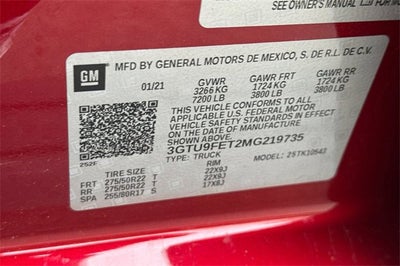 SEE OWNER'S MANUAL
GM
MFD BY GENERAL MOTORS DE MEXICO, S. DE R.L. DE C.V.
01/21 GVWR GAWR FRT GAWR RR
3266 KG 1724 KG 1724 KG
7200 LB 3800 LB 3800 LB
THIS VEHICLE CONFORMS TO ALL
APPLICABLE U.S. FEDERAL MOTOR
VEHICLE SAFETY STANDARDS IN EFFECT
ON THE DATE OF MANUFACTURE
SHOWN ABOVE.
3GTU9FET2MG219735
TYPE: TRUCK MODEL: 2STK10543
TIRE SIZE RIM
FRT 275/50R22 T 22X9J
RR 275/50R22 T 22X9J
SPA 255/80R17 S 17X8J